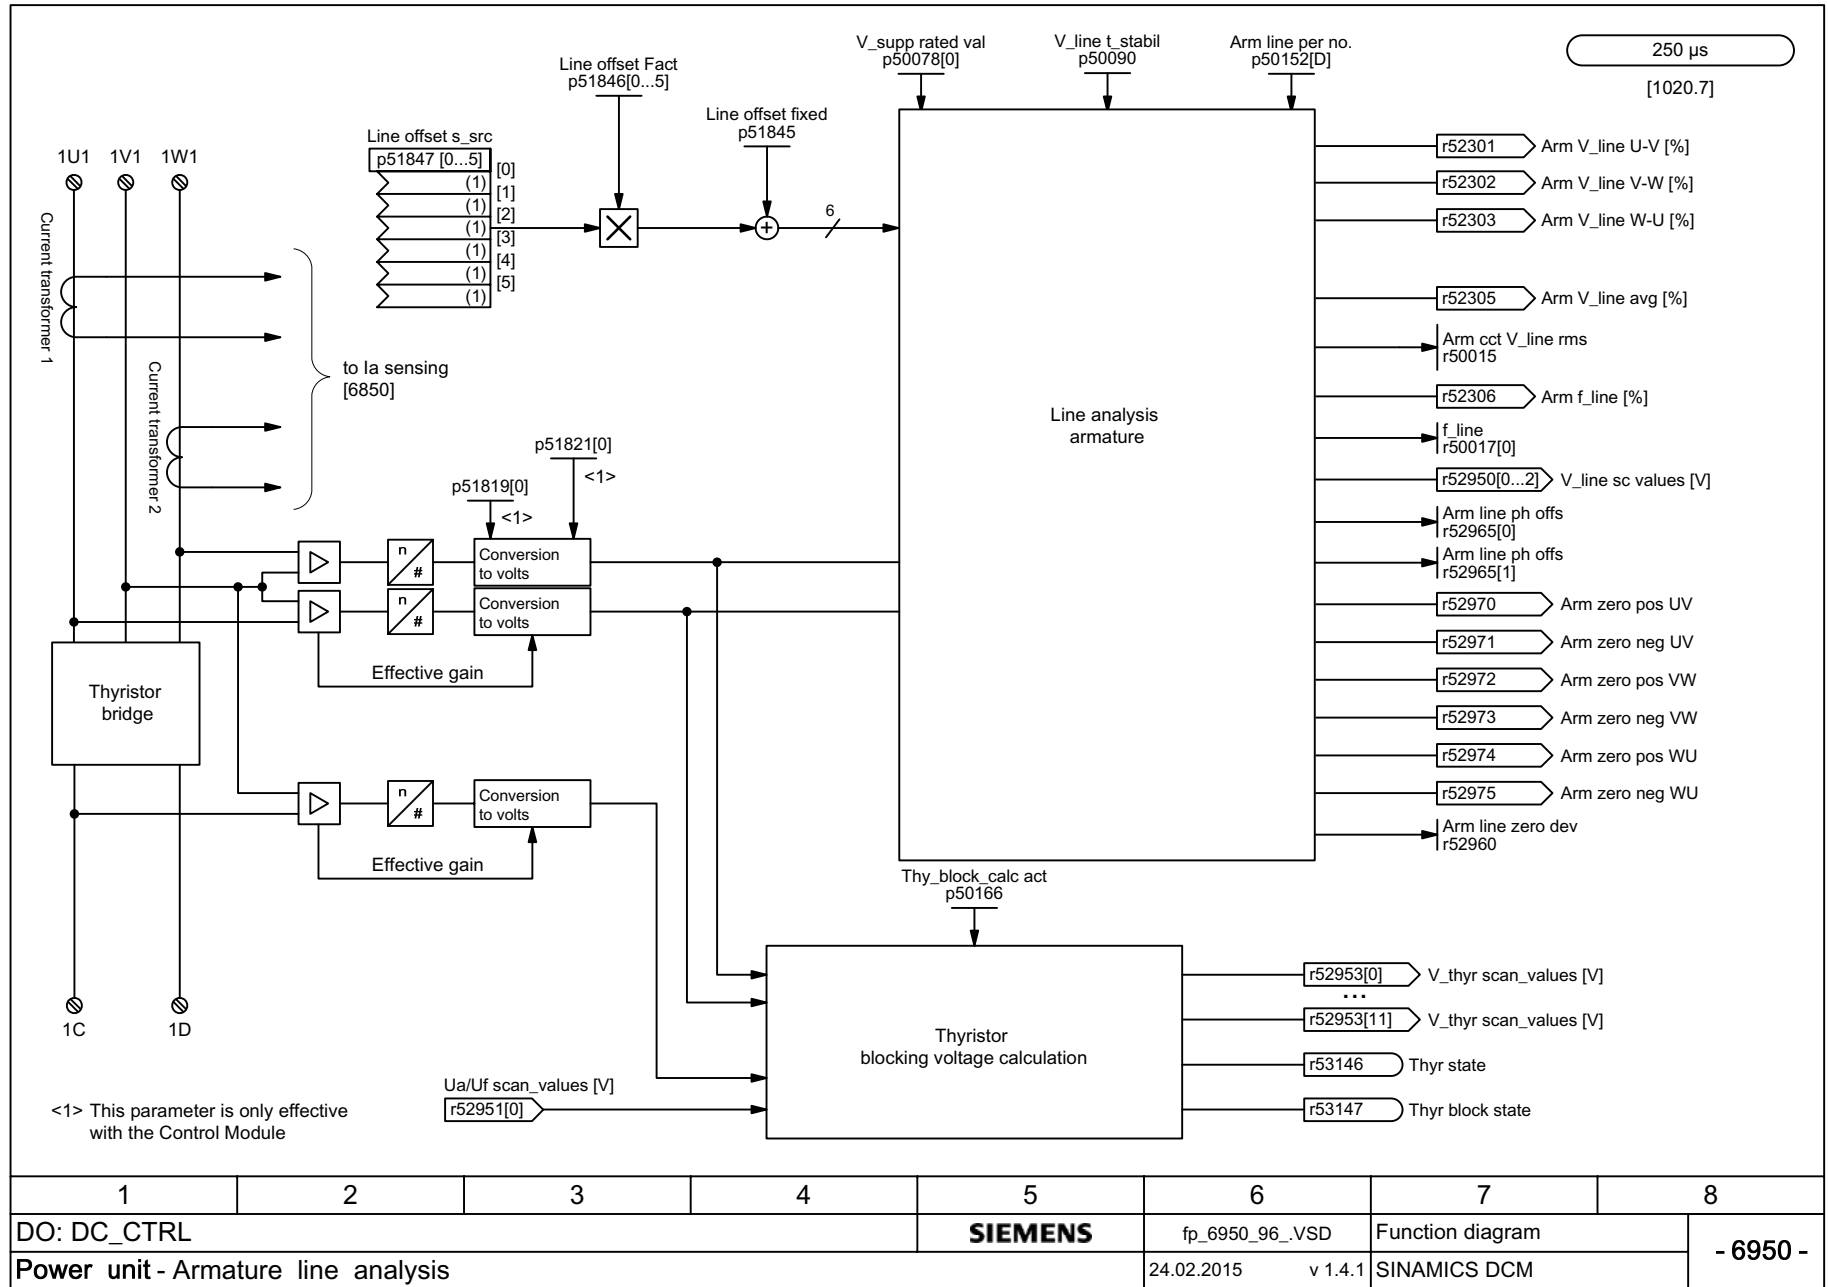 V_supp rated val
p50078[0]
V_line t_stabil
p50090
Arm line per no.
p50152[D]
250 µs
[1020.7]
Line offset Fact
p51846[0...5]
Line offset fixed
p51845
Line offset s_src
p51847 [0...5]
[0]
(1)
[1]
(1)
[2]
(1)
[3]
(1)
[4]
(1)
[5]
(1)
6
1U1 1V1 1W1
Current transformer 1
Current transformer 2
to Ia sensing
[6850]
p51821[0]
<1>
p51819[0]
<1>
n
#
Conversion
to volts
n
#
Conversion
to volts
Effective gain
Thyristor
bridge
n
#
Conversion
to volts
Effective gain
1C 1D
Line analysis
armature
r52301 Arm V_line U-V [%]
r52302 Arm V_line V-W [%]
r52303 Arm V_line W-U [%]
r52305 Arm V_line avg [%]
Arm cct V_line rms
r50015
r52306 Arm f_line [%]
f_line
r50017[0]
r52950[0...2] V_line sc values [V]
Arm line ph offs
r52965[0]
Arm line ph offs
r52965[1]
r52970 Arm zero pos UV
r52971 Arm zero neg UV
r52972 Arm zero pos VW
r52973 Arm zero neg VW
r52974 Arm zero pos WU
r52975 Arm zero neg WU
Arm line zero dev
r52960
Thy_block_calc act
p50166
Thyristor
blocking voltage calculation
r52953[0] V_thyr scan_values [V]
...
r52953[11] V_thyr scan_values [V]
r53146 Thyr state
r53147 Thyr block state
Ua/Uf scan_values [V]
r52951[0]
<1> This parameter is only effective
with the Control Module
1 2 3 4 5 6 7 8
DO: DC_CTRL
SIEMENS
fp_6950_96_.VSD
Function diagram
- 6950 -
Power unit - Armature line analysis
24.02.2015 v 1.4.1
SINAMICS DCM